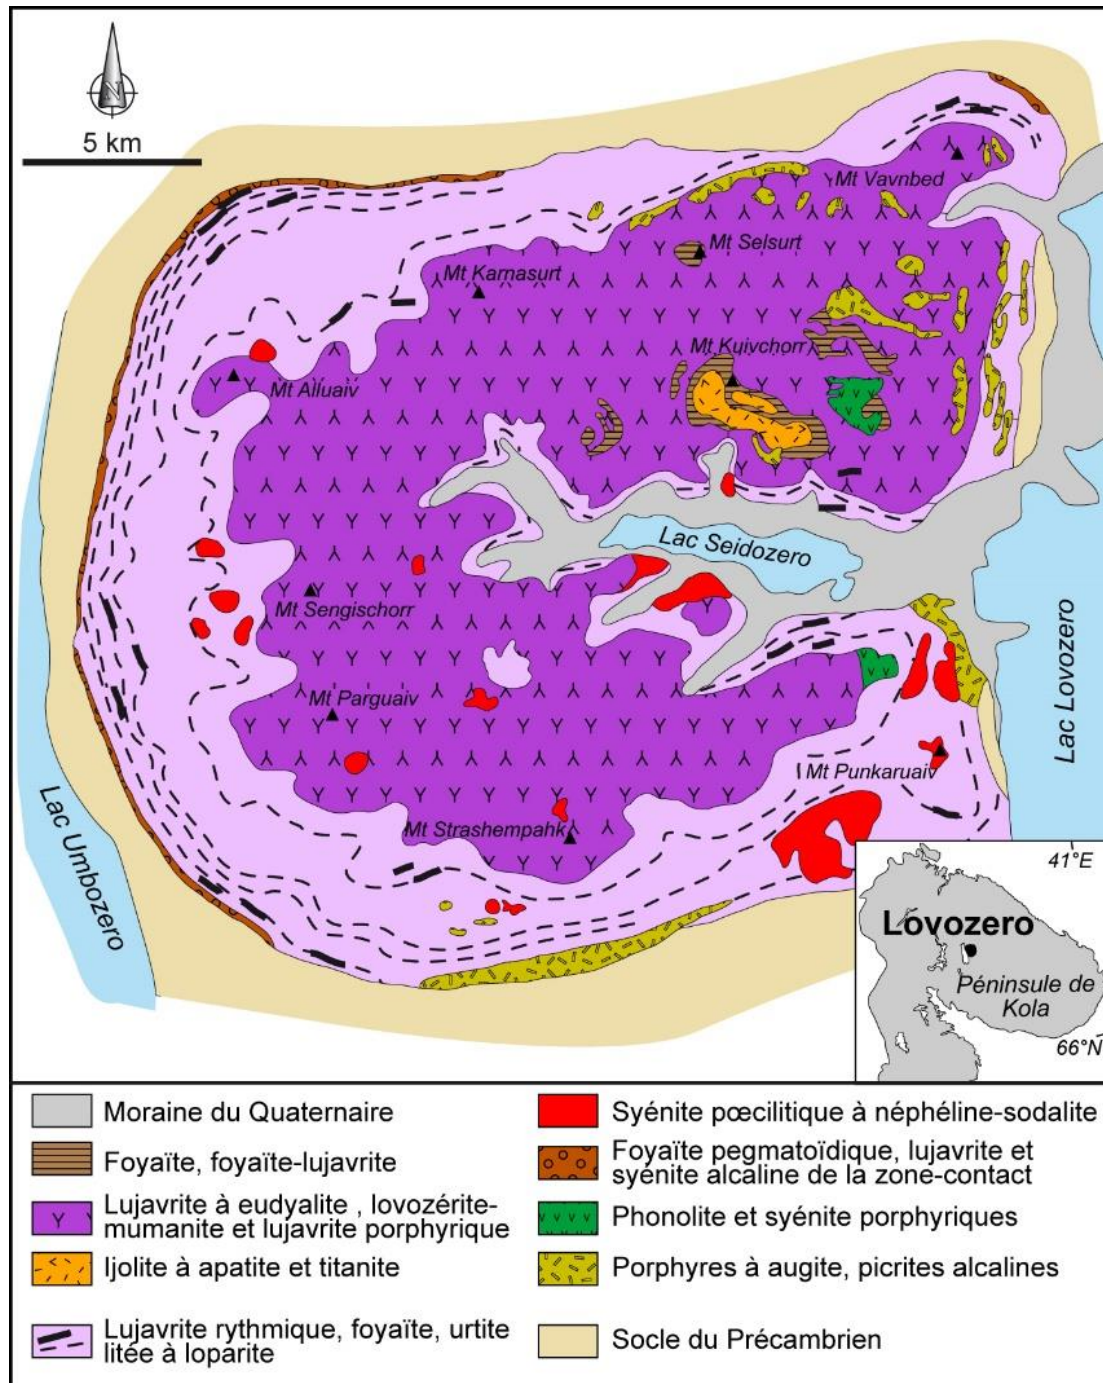 N
5 km
Mt Vavnbed
Mt Selsurt
Mt Karnasurt
Mt Kuivchorr
Mt Alluaiv
Lac Seidozero
Mt Sengischorr
Mt Parguaiv
Mt Punkaruaiv
Mt Strashempahk
Lac Lovozero
Lac Umbozero
41°E
Lovozero
Péninsule de
Kola
66°N
Moraine du Quaternaire
Foyaïte, foyaïte-lujavrite
Lujavrite à eudyalite , lovozérite-
mumanite et lujavrite porphyrique
Ijolite à apatite et titanite
Lujavrite rythmique, foyaïte, urtite
litée à loparite
Syénite pœcilitique à néphéline-sodalite
Foyaïte pegmatoïdique, lujavrite et
syénite alcaline de la zone-contact
Phonolite et syénite porphyriques
Porphyres à augite, picrites alcalines
Socle du Précambrien